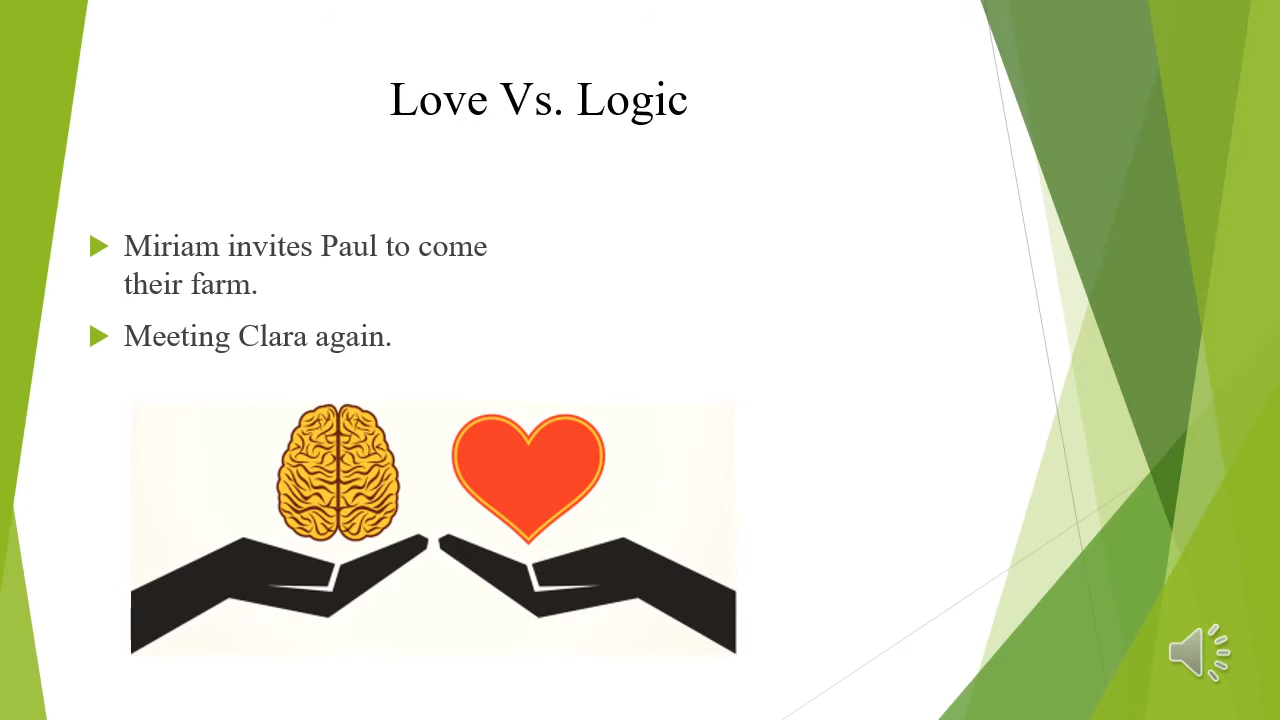 Love Vs. Logic
Miriam invites Paul to come
their farm.
Meeting Clara again.